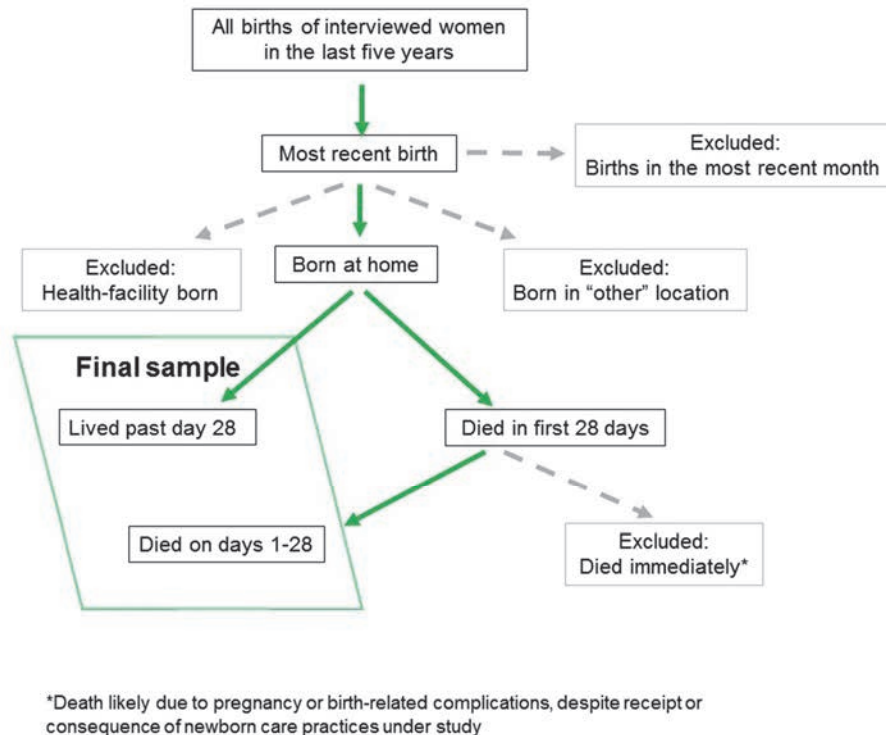 All births of interviewed women
in the last five years
Most recent birth
Excluded:
Births in the most recent month
Excluded:
Health-facility born
Born at home
Excluded:
Born in “other” location
Final sample
Lived past day 28
Died in first 28 days
Died on days 1-28
Excluded:
Died immediately*
*Death likely due to pregnancy or birth-related complications, despite receipt or
consequence of newborn care practices under study